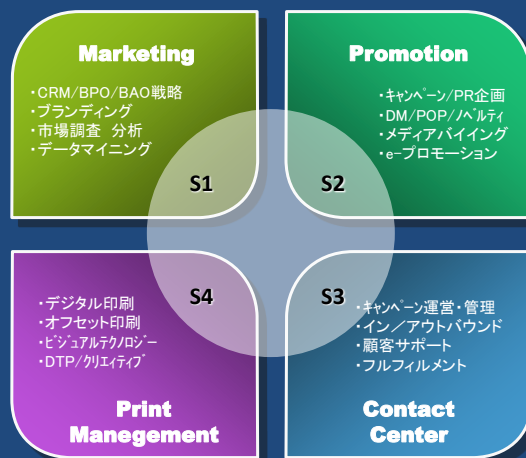 Marketing
・CRM/BPO/BAO戦略
・ブランディング
・市場調査 分析
・データマイニング
S1
Promotion
・ｷｬﾝﾍﾟｰﾝ/PR企画
・DM/POP/ﾉﾍﾞﾙﾃｨ
・メディアバイイング
・e-プロモーション
S2
S4
・デジタル印刷
・オフセット印刷
・ﾋﾞｼﾞｭｱﾙﾃｸﾉﾛｼﾞｰ
・DTP/ｸﾘｴｲﾃｨﾌﾞ
Print
Manegement
S3
・ｷｬﾝﾍﾟｰﾝ運営・管理
・イン／アウトバウンド
・顧客サポート
・フルフィルメント
Contact
Center